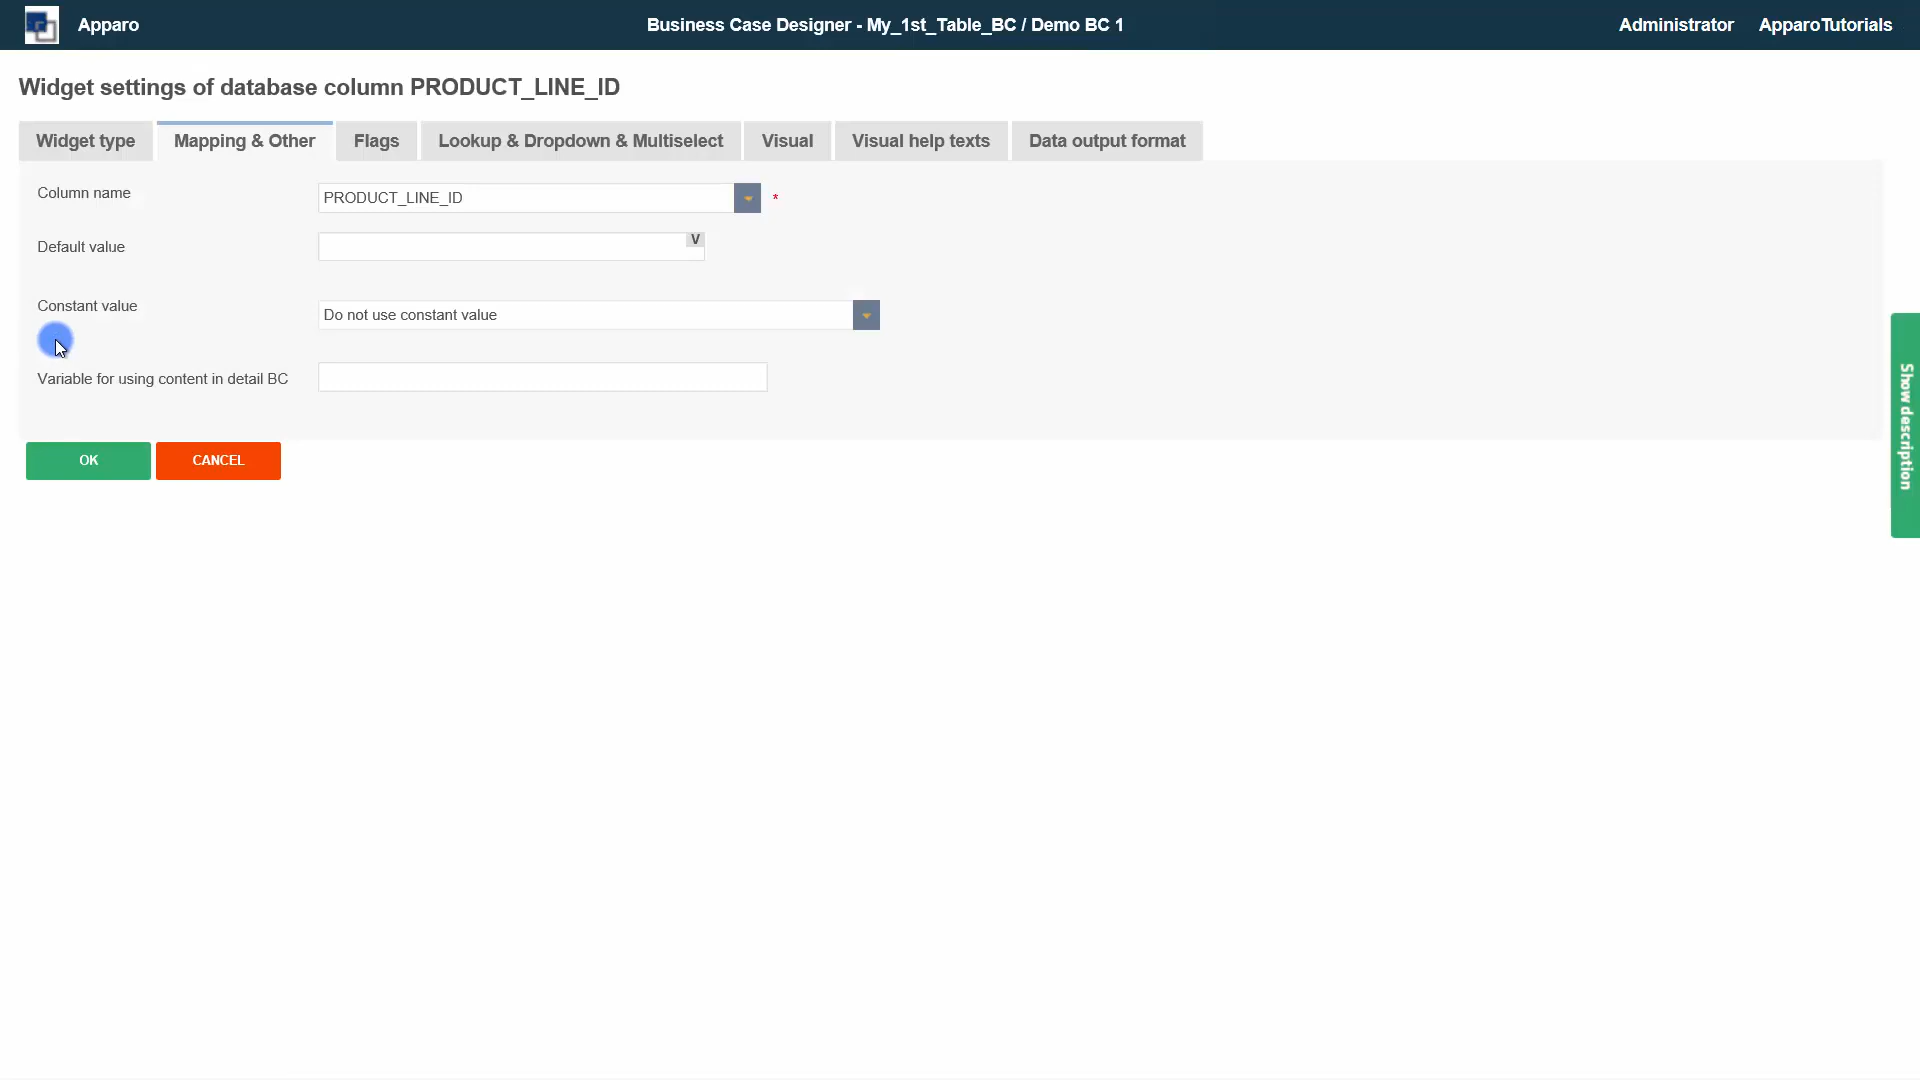 Apparo
Business Case Designer - My_1st_Table_BC / Demo BC 1
Administrator
ApparoTutorials
Widget settings of database column PRODUCT_LINE_ID
Widget type
Mapping & Other
Flags
Lookup & Dropdown & Multiselect
Visual
Visual help texts
Data output format
Column name
PRODUCT_LINE_ID
*
Default value
V
Constant value
Do not use constant value
Variable for using content in detail BC
OK
CANCEL
Show description